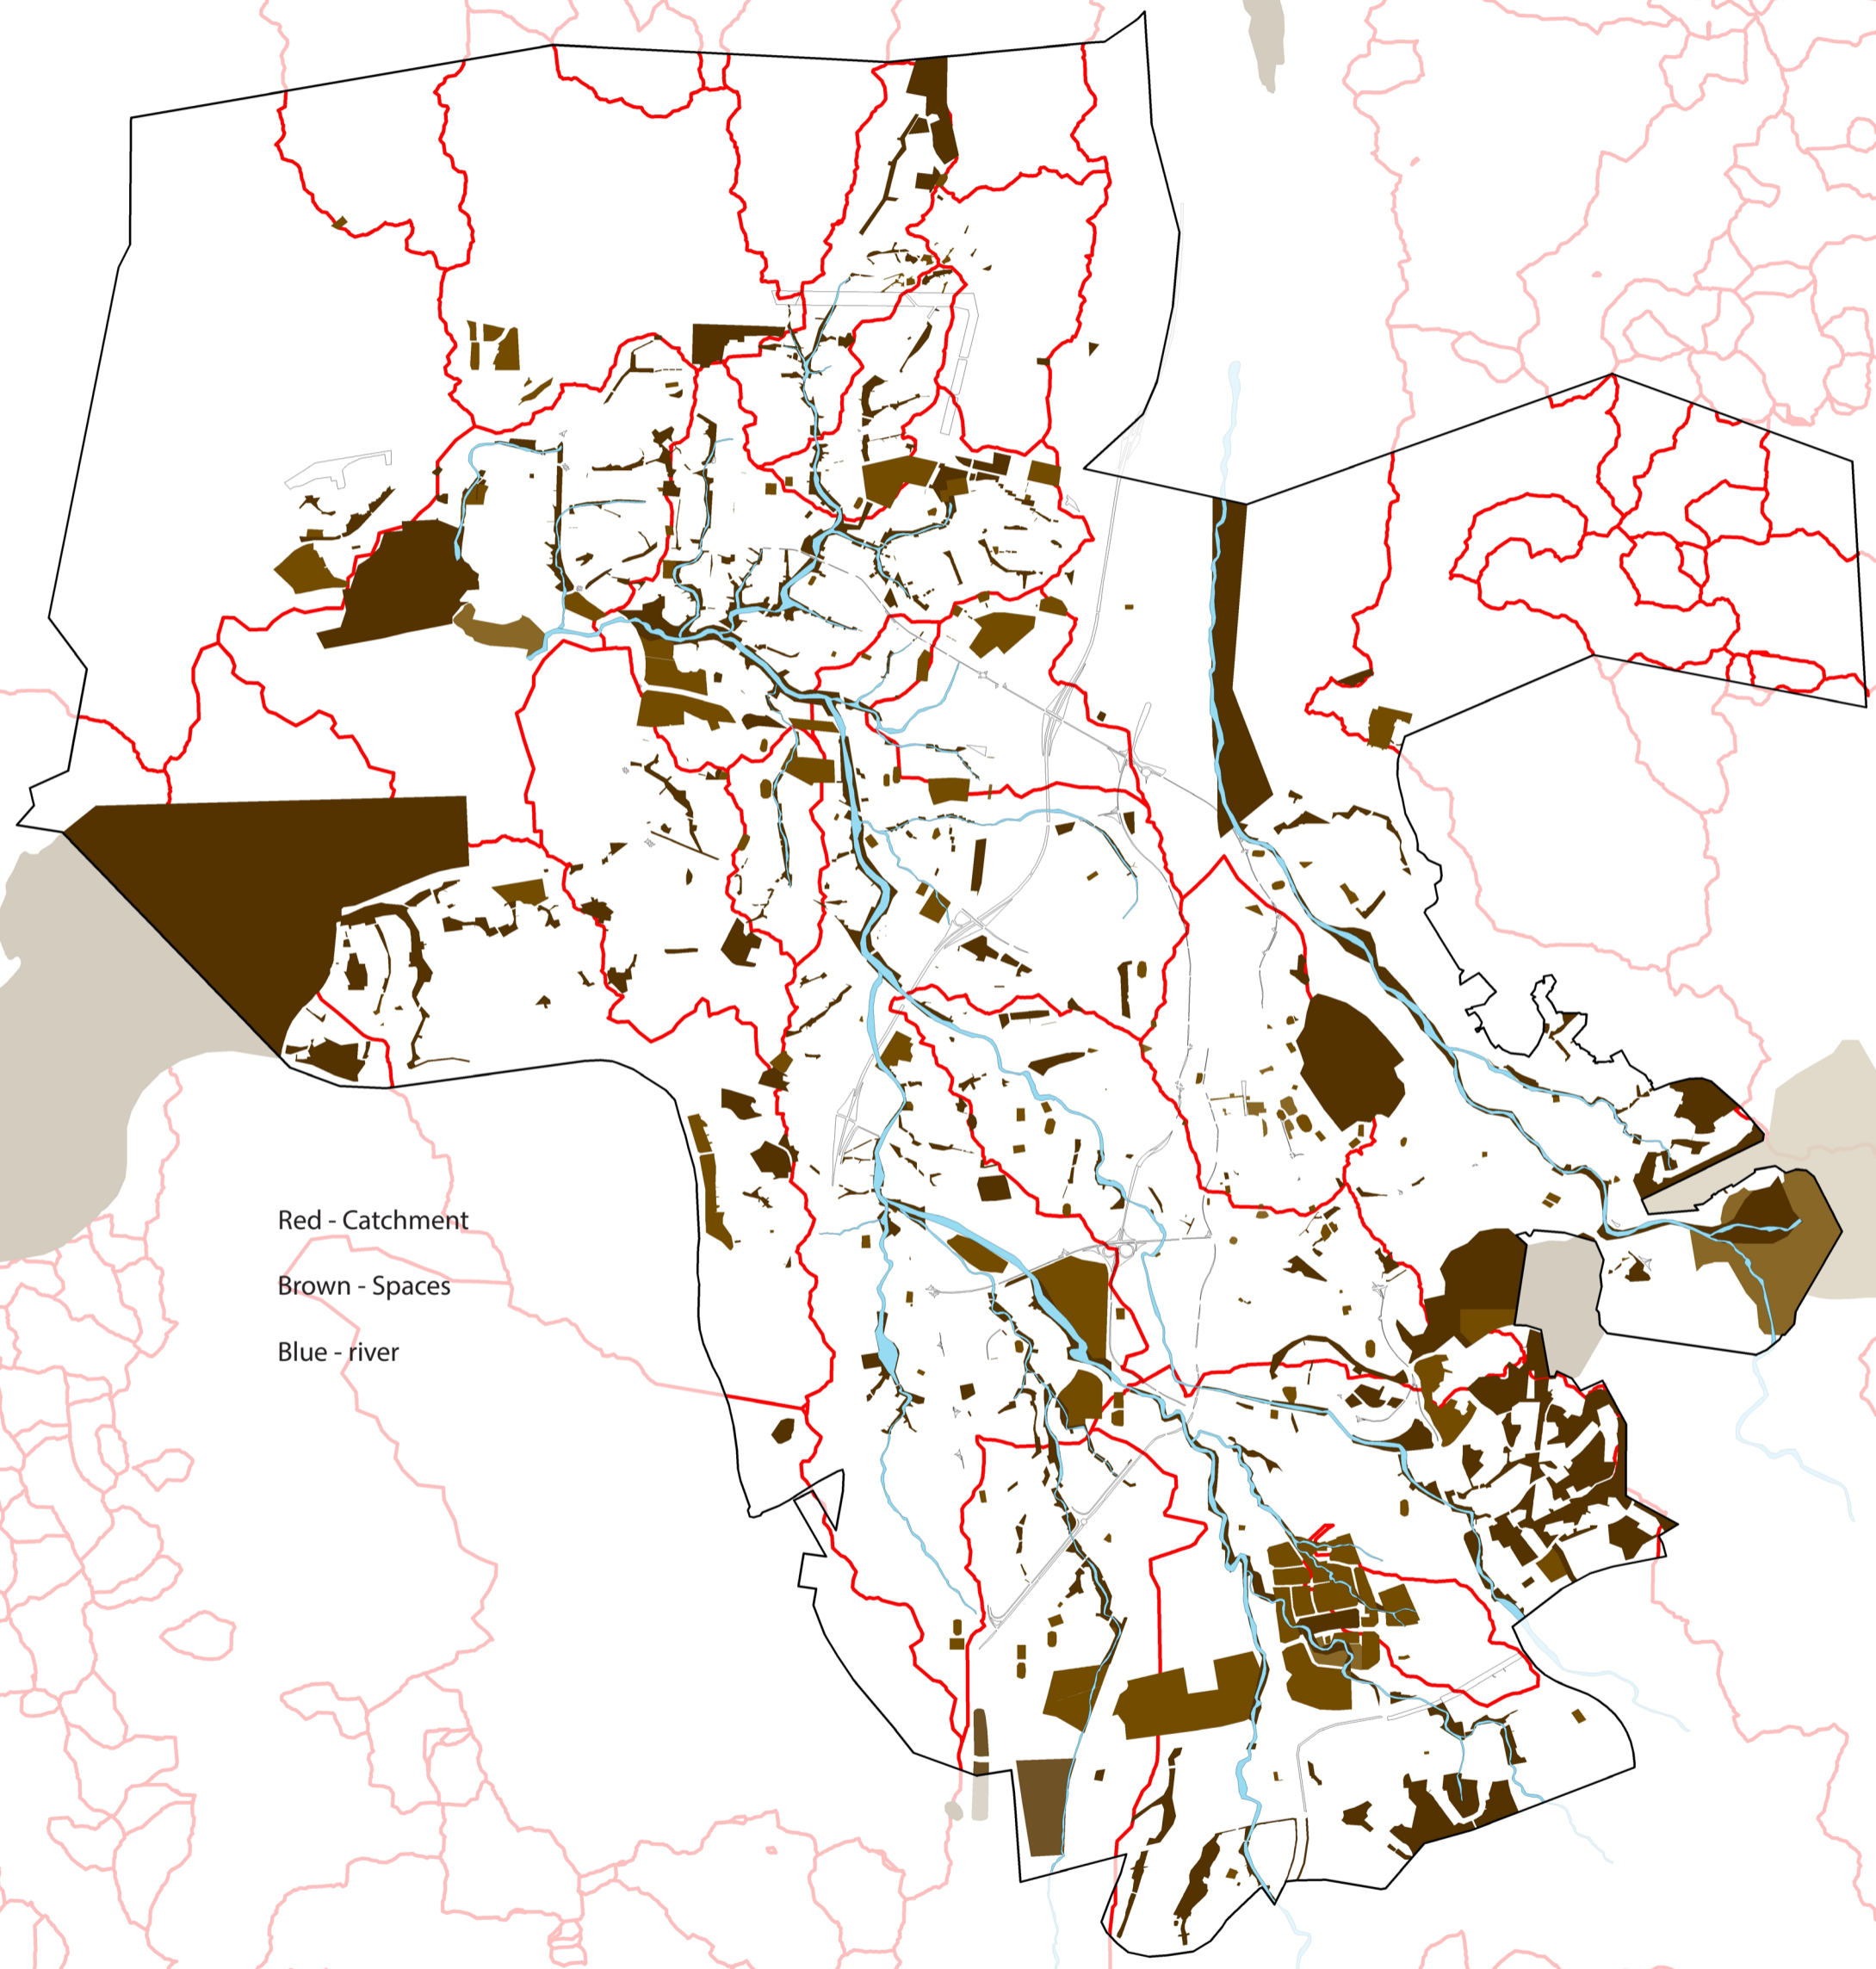 Red - Catchment
Brown - Spaces
Blue - river